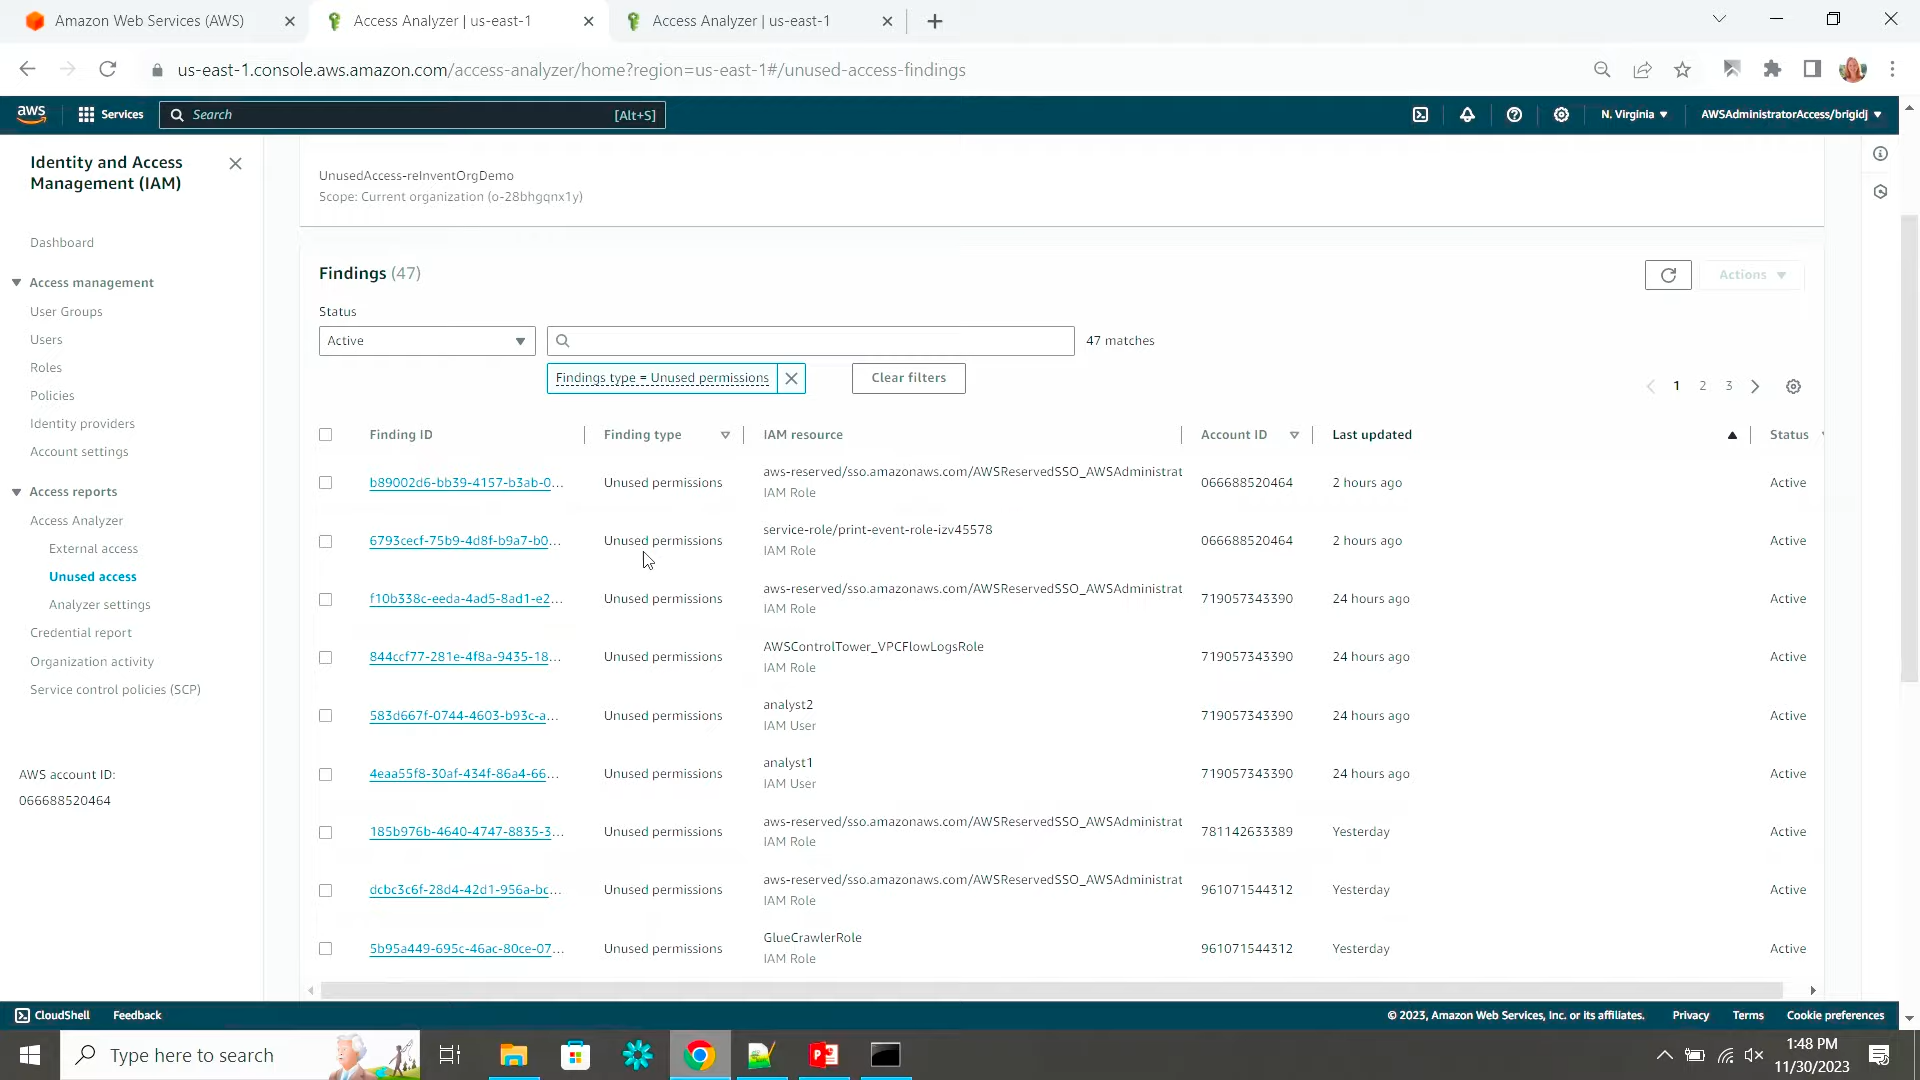 Amazon Web Services (AWS)
Access Analyzer | us-east-1
Access Analyzer | us-east-1
us-east-1.console.aws.amazon.com/access-analyzer/home?region=us-east-1#/unused-access-findings
aws
Services
Search
[Alt+S]
N. Virginia
AWSAdministratorAccess/brigidj
Identity and Access
Management (IAM)
Dashboard
Access management
User Groups
Users
Roles
Policies
Identity providers
Account settings
Access reports
Access Analyzer
External access
Unused access
Analyzer settings
Credential report
Organization activity
Service control policies (SCP)
AWS account ID:
066688520464
UnusedAccess-reInventOrgDemo
Scope: Current organization (o-28bhgqnx1y)
Findings (47)
Actions
Status
Active
47 matches
Findings type = Unused permissions
Clear filters
1 2 3
Finding ID Finding type IAM resource Account ID Last updated Status
b89002d6-bb39-4157-b3ab-0... Unused permissions aws-reserved/sso.amazonaws.com/AWSReservedSSO_AWSAdministrat 066688520464 2 hours ago Active
IAM Role
6793cecf-75b9-4d8f-b9a7-b0... Unused permissions service-role/print-event-role-izv45578 066688520464 2 hours ago Active
IAM Role
f10b338c-eeda-4ad5-8ad1-e2... Unused permissions aws-reserved/sso.amazonaws.com/AWSReservedSSO_AWSAdministrat 719057343390 24 hours ago Active
IAM Role
844ccf77-281e-4f8a-9435-18... Unused permissions AWSControlTower_VPCFlowLogsRole 719057343390 24 hours ago Active
IAM Role
583d667f-0744-4603-b93c-a... Unused permissions analyst2 719057343390 24 hours ago Active
IAM User
4eaa55f8-30af-434f-86a4-66... Unused permissions analyst1 719057343390 24 hours ago Active
IAM User
185b976b-4640-4747-8835-3... Unused permissions aws-reserved/sso.amazonaws.com/AWSReservedSSO_AWSAdministrat 781142633389 Yesterday Active
IAM Role
dcbc3c6f-28d4-42d1-956a-bc... Unused permissions aws-reserved/sso.amazonaws.com/AWSReservedSSO_AWSAdministrat 961071544312 Yesterday Active
IAM Role
5b95a449-695c-46ac-80ce-07... Unused permissions GlueCrawlerRole 961071544312 Yesterday Active
IAM Role
CloudShell
Feedback
© 2023, Amazon Web Services, Inc. or its affiliates.
Privacy
Terms
Cookie preferences
Type here to search
1:48 PM
11/30/2023